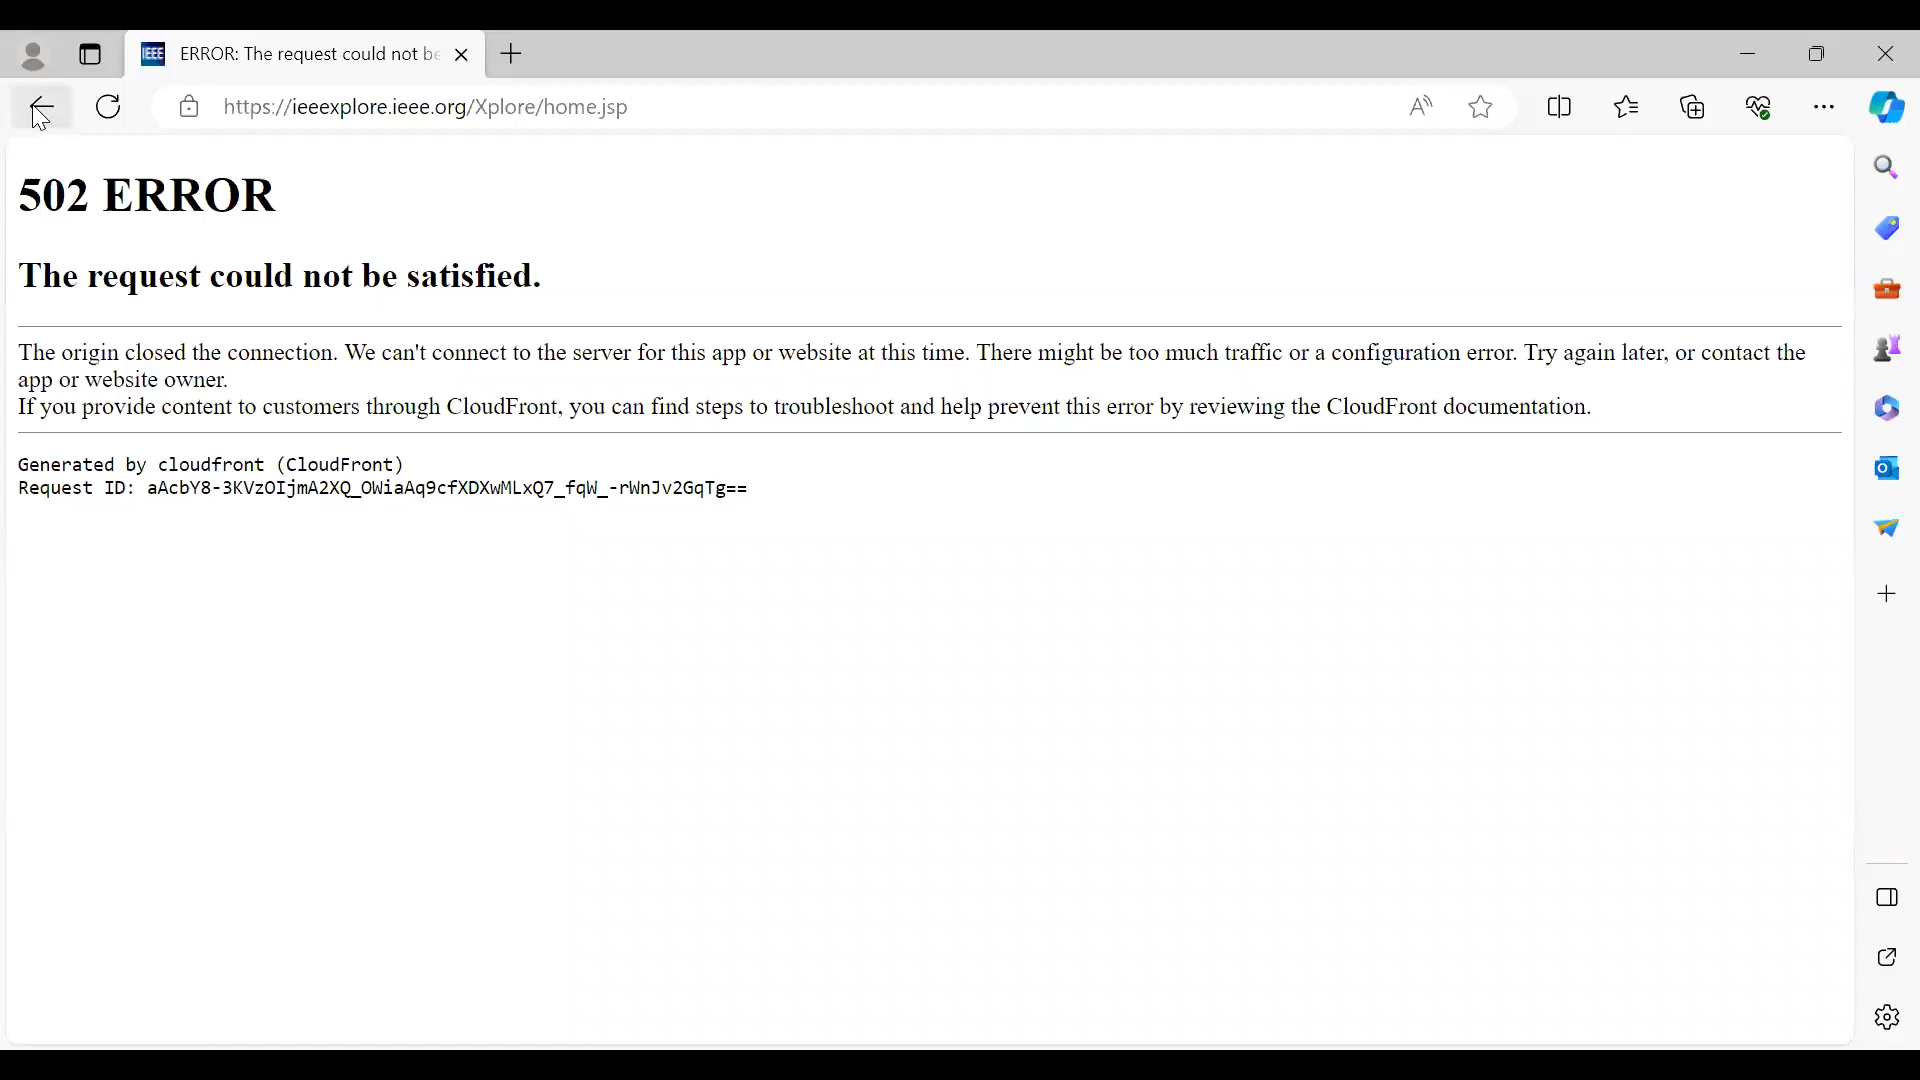 IEEE ERROR: The request could not be
https://ieeexplore.ieee.org/Xplore/home.jsp
502 ERROR
The request could not be satisfied.
The origin closed the connection. We can't connect to the server for this app or website at this time. There might be too much traffic or a configuration error. Try again later, or contact the
app or website owner.
If you provide content to customers through CloudFront, you can find steps to troubleshoot and help prevent this error by reviewing the CloudFront documentation.
Generated by cloudfront (CloudFront)
Request ID: aAcbY8-3KVzOIjmA2XQ_OWiaAq9cfXDXwMLxQ7_fqW_-rWnJv2GqTg==